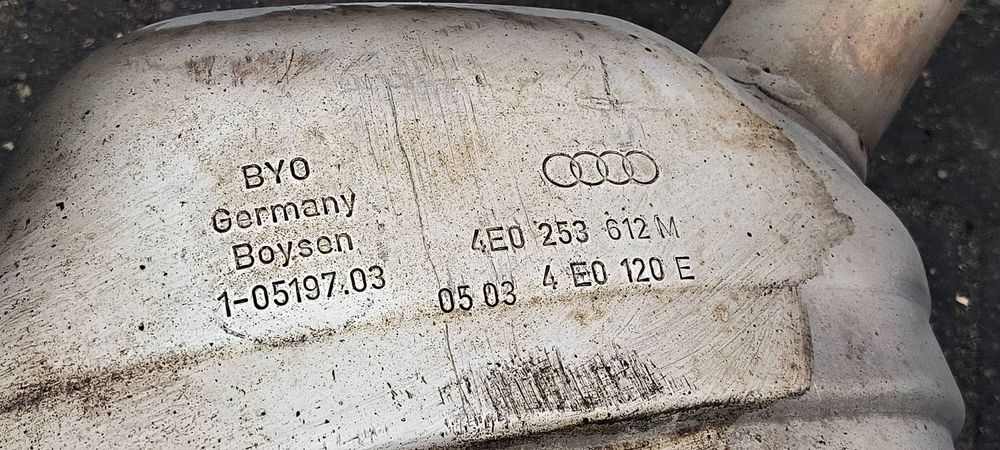 BYO
Germany
Boysen
1-05197.03
4E0 253 612 M
05 03 4 E0 120 E